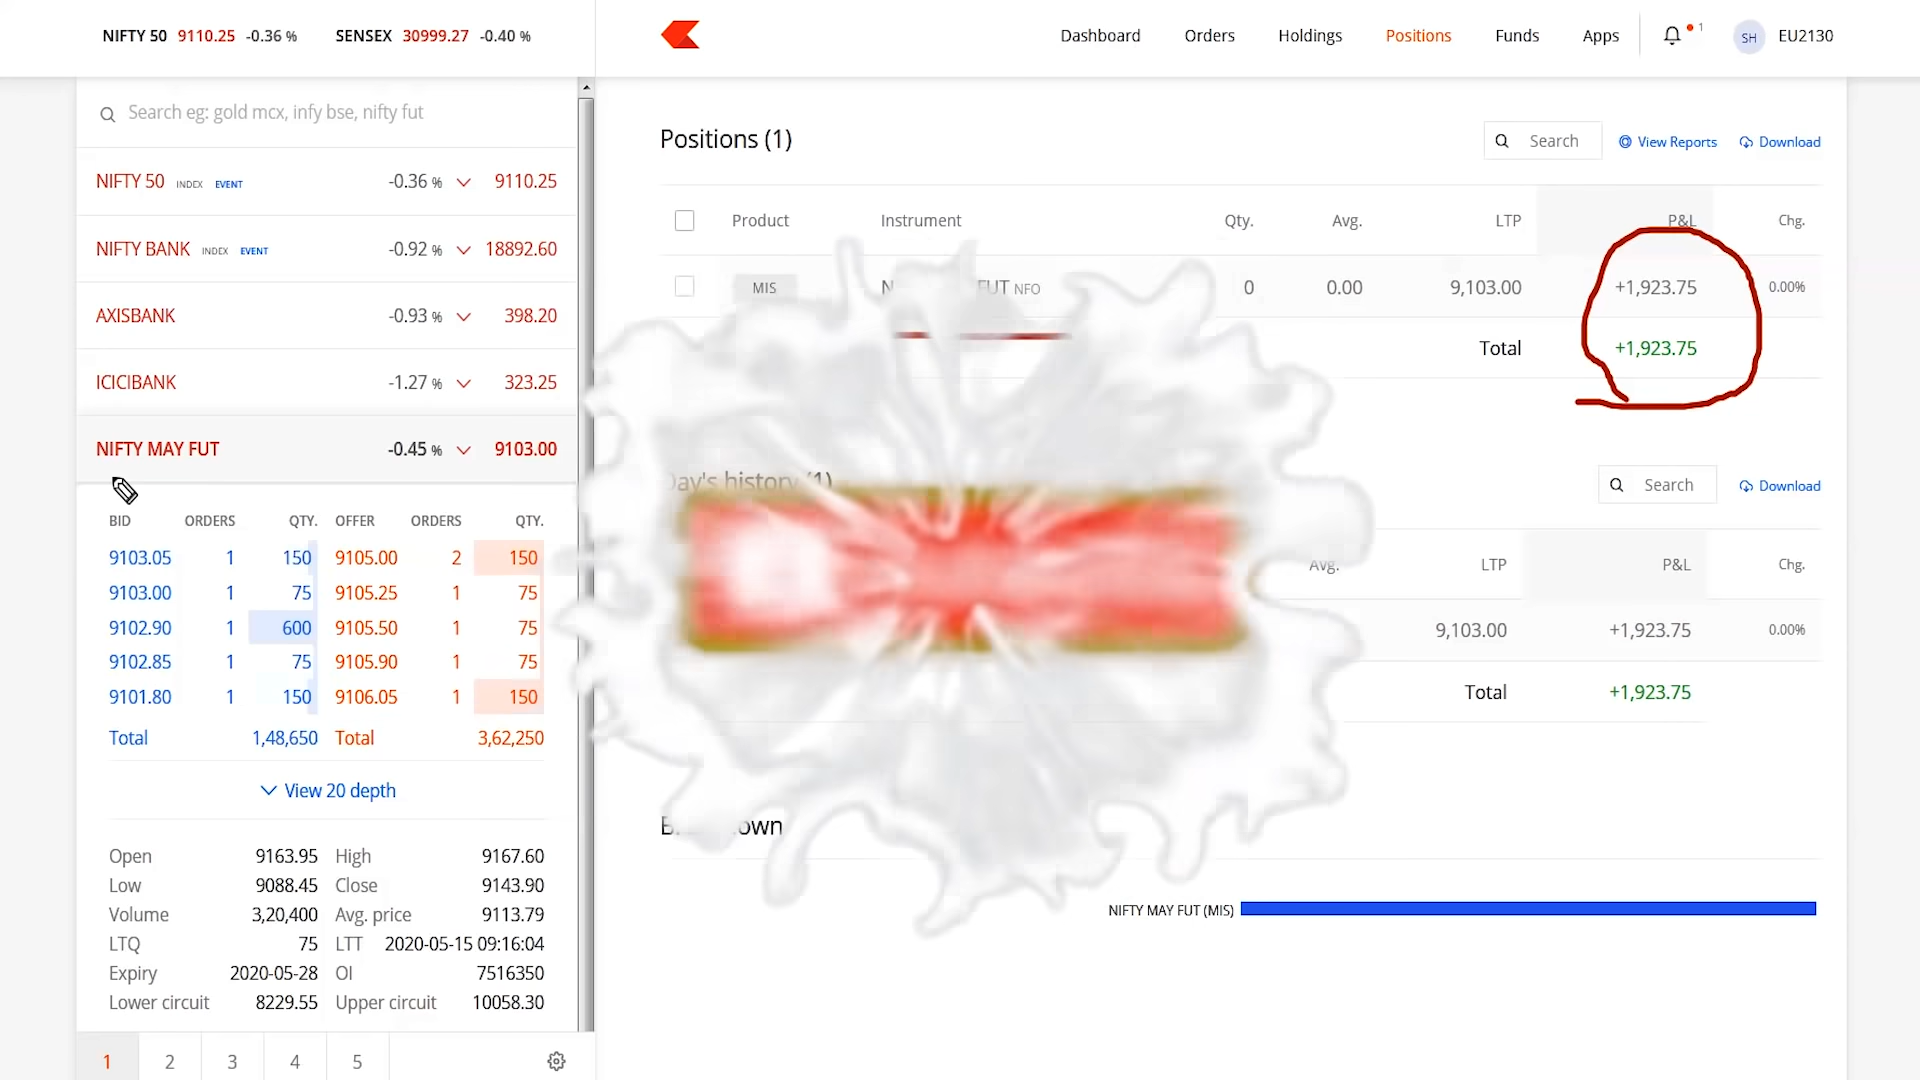 NIFTY 50 9110.25 -0.36 % SENSEX 30999.27 -0.40 %
Dashboard Orders Holdings Positions Funds Apps 1 SH EU2130
Search eg: gold mcx, infy bse, nifty fut
NIFTY 50 INDEX EVENT -0.36 % 9110.25
NIFTY BANK INDEX EVENT -0.92 % 18892.60
AXISBANK -0.93 % 398.20
ICICIBANK -1.27 % 323.25
NIFTY MAY FUT -0.45 % 9103.00
BID ORDERS QTY. OFFER ORDERS QTY.
9103.05 1 150 9105.00 2 150
9103.00 1 75 9105.25 1 75
9102.90 1 600 9105.50 1 75
9102.85 1 75 9105.90 1 75
9101.80 1 150 9106.05 1 150
Total 1,48,650 Total 3,62,250
View 20 depth
Open 9163.95 High 9167.60
Low 9088.45 Close 9143.90
Volume 3,20,400 Avg. price 9113.79
LTQ 75 LTT 2020-05-15 09:16:04
Expiry 2020-05-28 OI 7516350
Lower circuit 8229.55 Upper circuit 10058.30
1 2 3 4 5
Positions (1) Search View Reports Download
Product Instrument Qty. Avg. LTP P&L Chg.
MIS FUT NFO 0 0.00 9,103.00 +1,923.75 0.00%
Total +1,923.75
Day's history (1) Search Download
Avg. LTP P&L Chg.
9,103.00 +1,923.75 0.00%
Total +1,923.75
NIFTY MAY FUT (MIS)